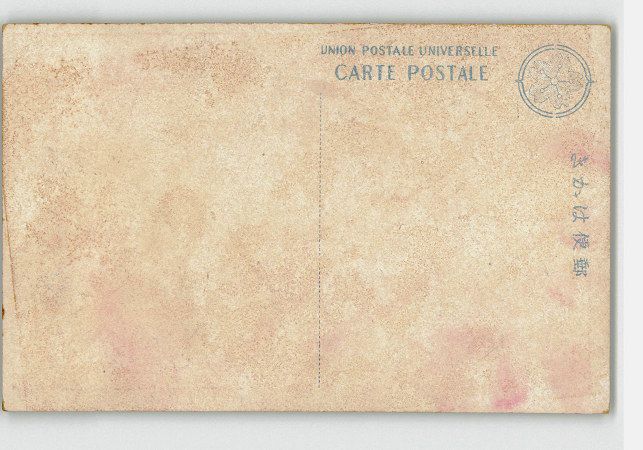 UNION POSTALE UNIVERSELLE
CARTE POSTALE
郵便はかき